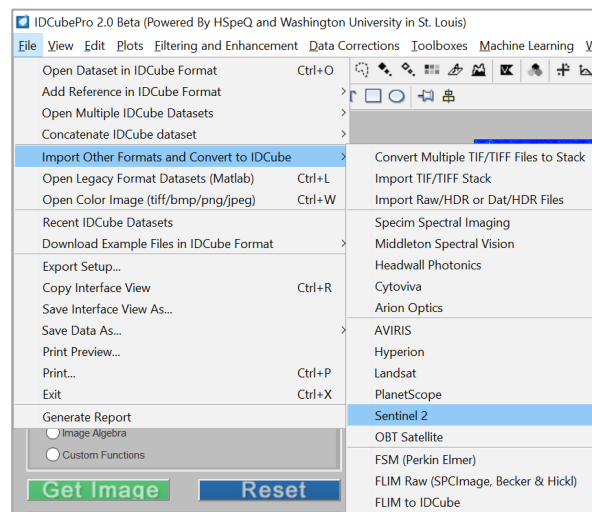 IDCubePro 2.0 Beta (Powered By HSpeQ and Washington University in St. Louis)
File View Edit Plots Filtering and Enhancement Data Corrections Toolboxes Machine Learning W
Open Dataset in IDCube Format Ctrl+O
Add Reference in IDCube Format
Open Multiple IDCube Datasets
Concatenate IDCube dataset
Import Other Formats and Convert to IDCube
Open Legacy Format Datasets (Matlab) Ctrl+L
Open Color Image (tiff/bmp/png/jpeg) Ctrl+W
Recent IDCube Datasets
Download Example Files in IDCube Format
Export Setup...
Copy Interface View Ctrl+R
Save Interface View As...
Save Data As...
Print Preview...
Print... Ctrl+P
Exit Ctrl+X
Generate Report
Convert Multiple TIF/TIFF Files to Stack
Import TIF/TIFF Stack
Import Raw/HDR or Dat/HDR Files
Specim Spectral Imaging
Middleton Spectral Vision
Headwall Photonics
Cytoviva
Arion Optics
AVIRIS
Hyperion
Landsat
PlanetScope
Sentinel 2
OBT Satellite
FSM (Perkin Elmer)
FLIM Raw (SPCImage, Becker & Hickl)
FLIM to IDCube
Image Algebra
Custom Functions
Get Image Reset